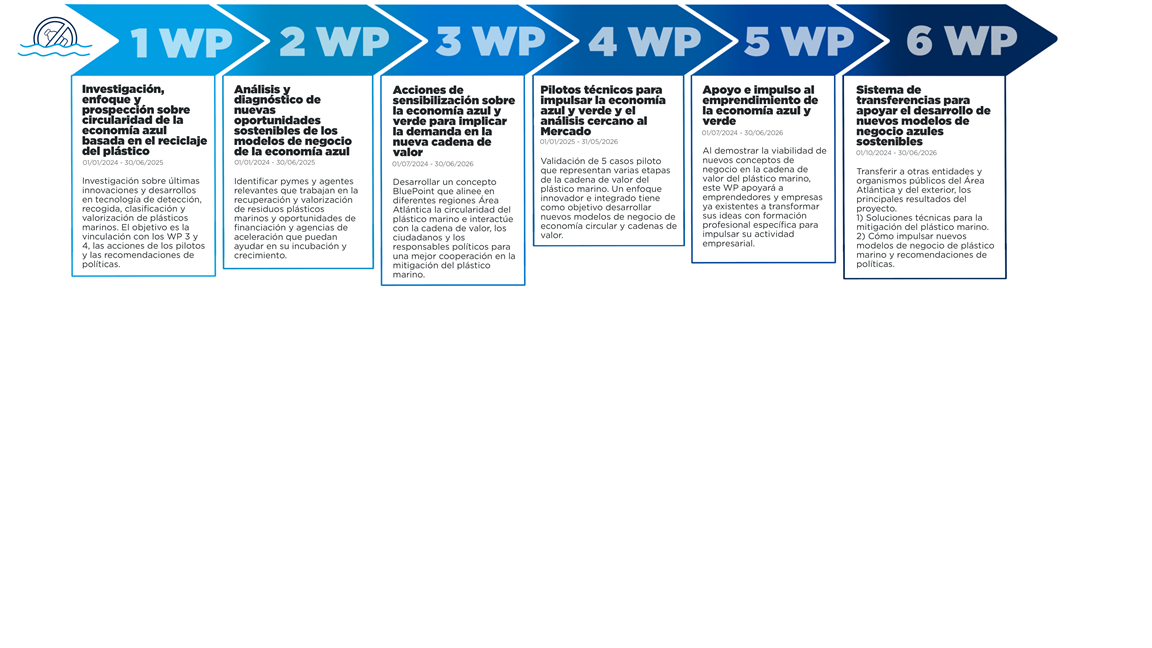 1 WP
2 WP
3 WP
4 WP
5 WP
6 WP
Investigación,
enfoque y
prospección sobre
circularidad de la
economía azul
basada en el reciclaje
del plástico
01/01/2024 - 30/06/2025
Investigación sobre últimas
innovaciones y desarrollos
en tecnología de detección,
recogida, clasificación y
valorización de plásticos
marinos. El objetivo es la
vinculación con los WP 3 y
4, las acciones de los pilotos
y las recomendaciones de
políticas.
Análisis y
diagnóstico de
nuevas
oportunidades
sostenibles de los
modelos de negocio
de la economía azul
01/01/2024 - 30/06/2025
Identificar pymes y agentes
relevantes que trabajan en la
recuperación y valorización
de residuos plásticos
marinos y oportunidades de
financiación y agencias de
aceleración que puedan
ayudar en su incubación y
crecimiento.
Acciones de
sensibilización sobre
la economía azul y
verde para implicar
la demanda en la
nueva cadena de
valor
01/07/2024 - 30/06/2026
Desarrollar un concepto
BluePoint que alinee en
diferentes regiones Área
Atlántica la circularidad del
plástico marino e interactúe
con la cadena de valor, los
ciudadanos y los
responsables políticos para
una mejor cooperación en la
mitigación del plástico
marino.
Pilotos técnicos para
impulsar la economía
azul y verde y el
análisis cercano al
Mercado
01/01/2025 - 31/05/2026
Validación de 5 casos piloto
que representan varias etapas
de la cadena de valor del
plástico marino. Un enfoque
innovador e integrado tiene
como objetivo desarrollar
nuevos modelos de negocio de
economía circular y cadenas de
valor.
Apoyo e impulso al
emprendimiento de
la economía azul y
verde
01/07/2024 - 30/06/2026
Al demostrar la viabilidad de
nuevos conceptos de
negocio en la cadena de
valor del plástico marino,
este WP apoyará a
emprendedores y empresas
ya existentes a transformar
sus ideas con formación
profesional específica para
impulsar su actividad
empresarial.
Sistema de
transferencias para
apoyar el desarrollo de
nuevos modelos de
negocio azules
sostenibles
01/10/2024 - 30/06/2026
Transferir a otras entidades y
organismos públicos del Área
Atlántica y del exterior, los
principales resultados del
proyecto.
1) Soluciones técnicas para la
mitigación del plástico marino.
2) Cómo impulsar nuevos
modelos de negocio de plástico
marino y recomendaciones de
políticas.